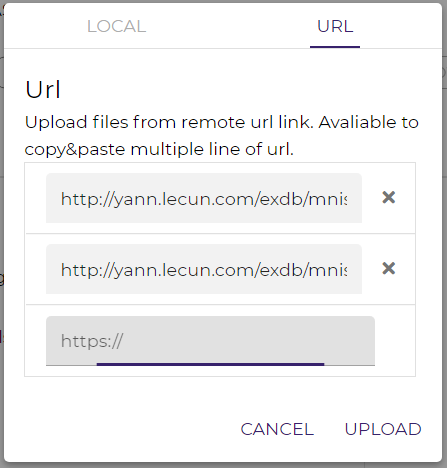 LOCAL
URL
Url
Upload files from remote url link. Avaliable to
copy&paste multiple line of url.
http://yann.lecun.com/exdb/mnis
http://yann.lecun.com/exdb/mnis
https://
CANCEL
UPLOAD